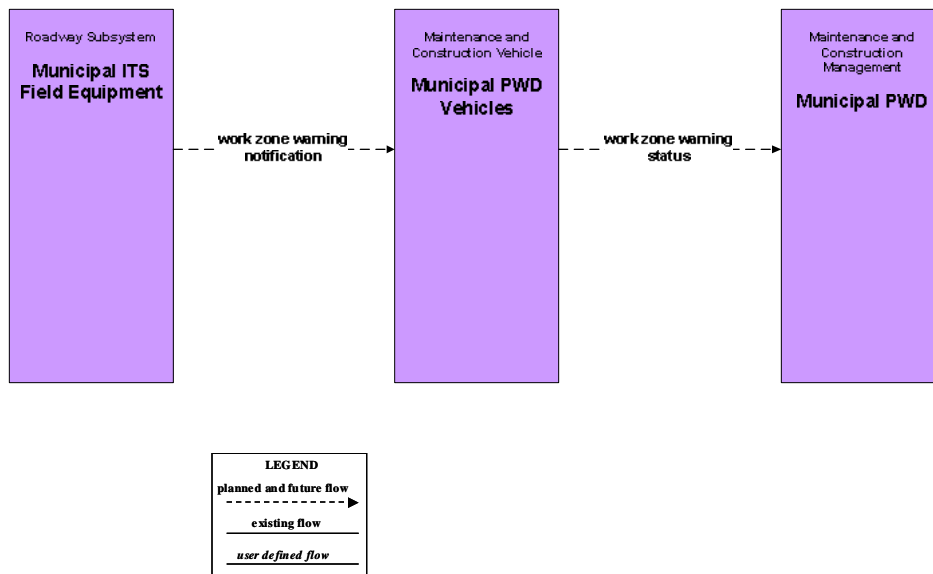 Roadway Subsystem
Municipal ITS
Field Equipment
Maintenance and
Construction Vehicle
Municipal PWD
Vehicles
Maintenance and
Construction
Management
Municipal PWD
work zone warning
notification
work zone warning
status
LEGEND
planned and future flow
existing flow
user defined flow